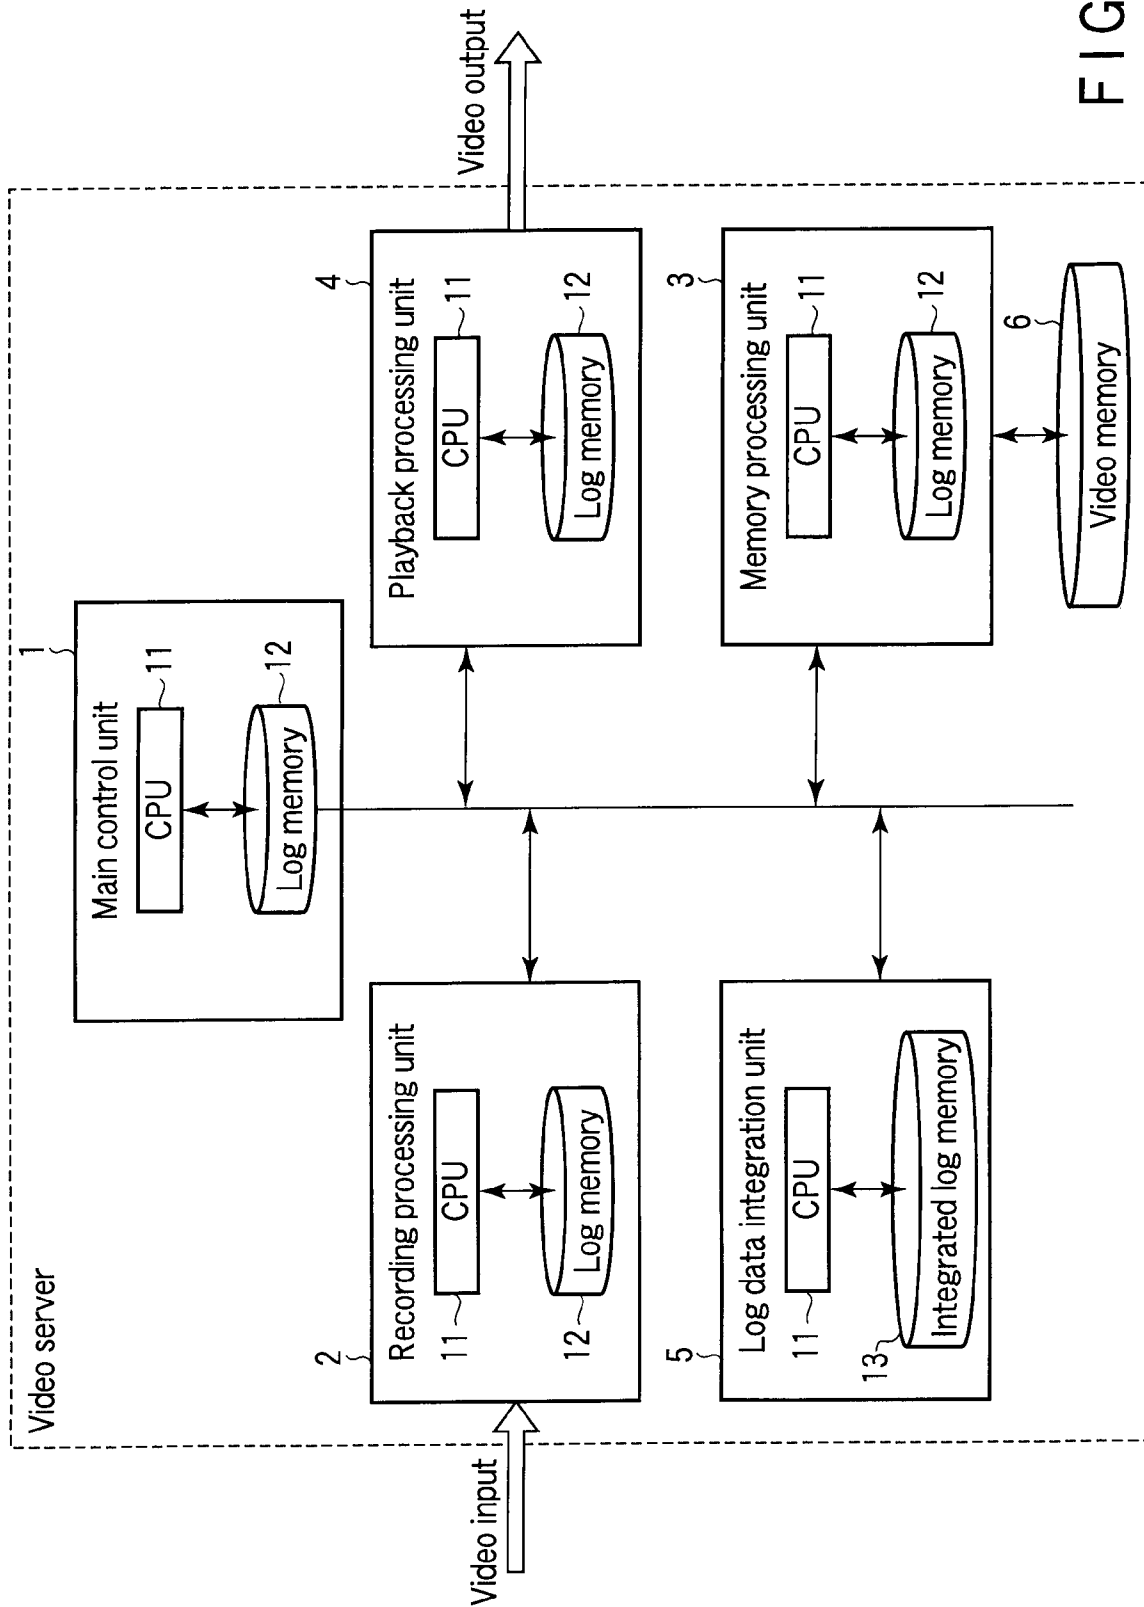 Video server
Main control unit
1
CPU
11
Log memory
12
Video input
2
Recording processing unit
CPU
11
Log memory
12
4
Playback processing unit
CPU
11
Log memory
12
Video output
5
Log data integration unit
CPU
11
13
Integrated log memory
3
Memory processing unit
CPU
11
Log memory
12
6
Video memory
FIG